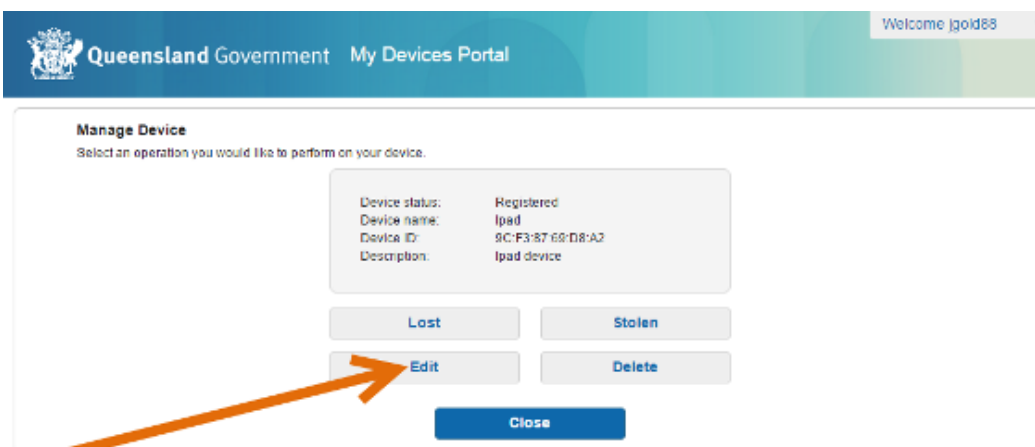 Welcome jgold88
Queensland Government My Devices Portal
Manage Device
Select an operation you would like to perform on your device.
Device status: Registered
Device name: Ipad
Device ID: 9C:F3:87:69:D8:A2
Description: Ipad device
Lost Stolen
Edit Delete
Close